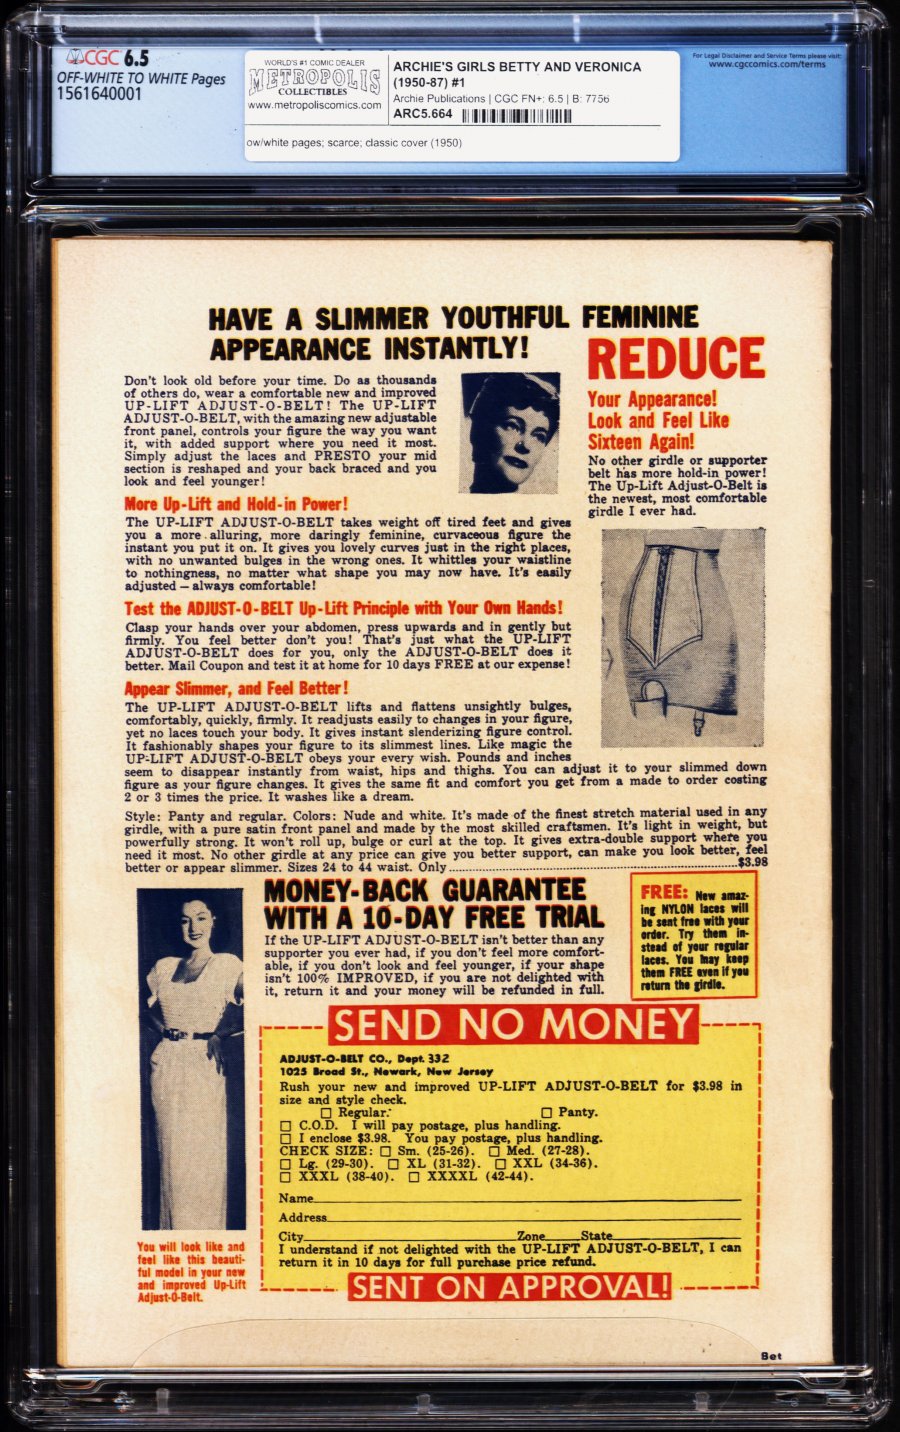 CGC 6.5
OFF-WHITE TO WHITE Pages
1561640001
WORLD'S #1 COMIC DEALER
METROPOLIS
COLLECTIBLES
www.metropoliscomics.com
ARCHIE'S GIRLS BETTY AND VERONICA
(1950-87) #1
Archie Publications | CGC FN+: 6.5 | B: 7756
ARC5.664
ow/white pages; scarce; classic cover (1950)
For Legal Disclaimer and Service Terms please visit:
www.cgccomics.com/terms
HAVE A SLIMMER YOUTHFUL FEMININE
APPEARANCE INSTANTLY!
Don't look old before your time. Do as thousands
of others do, wear a comfortable new and improved
UP-LIFT ADJUST-O-BELT! The UP-LIFT
ADJUST-O-BELT, with the amazing new adjustable
front panel, controls your figure the way you want
it, with added support where you need it most.
Simply adjust the laces and PRESTO your mid
section is reshaped and your back braced and you
look and feel younger!
REDUCE
Your Appearance!
Look and Feel Like
Sixteen Again!
No other girdle or supporter
belt has more hold-in power!
The Up-Lift Adjust-O-Belt is
the newest, most comfortable
girdle I ever had.
More Up-Lift and Hold-in Power!
The UP-LIFT ADJUST-O-BELT takes weight off tired feet and gives
you a more alluring, more daringly feminine, curvaceous figure the
instant you put it on. It gives you lovely curves just in the right places,
with no unwanted bulges in the wrong ones. It whittles your waistline
to nothingness, no matter what shape you may now have. It's easily
adjusted — always comfortable!
Test the ADJUST-O-BELT Up-Lift Principle with Your Own Hands!
Clasp your hands over your abdomen, press upwards and in gently but
firmly. You feel better don't you! That's just what the UP-LIFT
ADJUST-O-BELT does for you, only the ADJUST-O-BELT does it
better. Mail Coupon and test it at home for 10 days FREE at our expense!
Appear Slimmer, and Feel Better!
The UP-LIFT ADJUST-O-BELT lifts and flattens unsightly bulges,
comfortably, quickly, firmly. It readjusts easily to changes in your figure,
yet no laces touch your body. It gives instant slenderizing figure control.
It fashionably shapes your figure to its slimmest lines. Like magic the
UP-LIFT ADJUST-O-BELT obeys your every wish. Pounds and inches
seem to disappear instantly from waist, hips and thighs. You can adjust it to your slimmed down
figure as your figure changes. It gives the same fit and comfort you get from a made to order costing
2 or 3 times the price. It washes like a dream.
Style: Panty and regular. Colors: Nude and white. It's made of the finest stretch material used in any
girdle, with a pure satin front panel and made by the most skilled craftsmen. It's light in weight, but
powerfully strong. It won't roll up, bulge or curl at the top. It gives extra-double support where you
need it most. No other girdle at any price can give you better support, can make you look better, feel
better or appear slimmer. Sizes 24 to 44 waist. Only $3.98
MONEY-BACK GUARANTEE
WITH A 10-DAY FREE TRIAL
If the UP-LIFT ADJUST-O-BELT isn't better than any
supporter you ever had, if you don't feel more comfort-
able, if you don't look and feel younger, if your shape
isn't 100% IMPROVED, if you are not delighted with
it, return it and your money will be refunded in full.
FREE: New amaz-
ing NYLON laces will
be sent free with your
order. Try them in-
stead of your regular
laces. You may keep
them FREE even if you
return the girdle.
SEND NO MONEY
ADJUST-O-BELT CO., Dept. 332
1025 Broad St., Newark, New Jersey
Rush your new and improved UP-LIFT ADJUST-O-BELT for $3.98 in
size and style check.
☐ Regular. ☐ Panty.
☐ C.O.D. I will pay postage, plus handling.
☐ I enclose $3.98. You pay postage, plus handling.
CHECK SIZE: ☐ Sm. (25-26). ☐ Med. (27-28).
☐ Lg. (29-30). ☐ XL (31-32). ☐ XXL (34-36).
☐ XXXL (38-40). ☐ XXXXL (42-44).
Name
Address
City Zone State
I understand if not delighted with the UP-LIFT ADJUST-O-BELT, I can
return it in 10 days for full purchase price refund.
SENT ON APPROVAL!
You will look like and
feel like this beauti-
ful model in your new
and improved Up-Lift
Adjust-O-Belt.
Bet